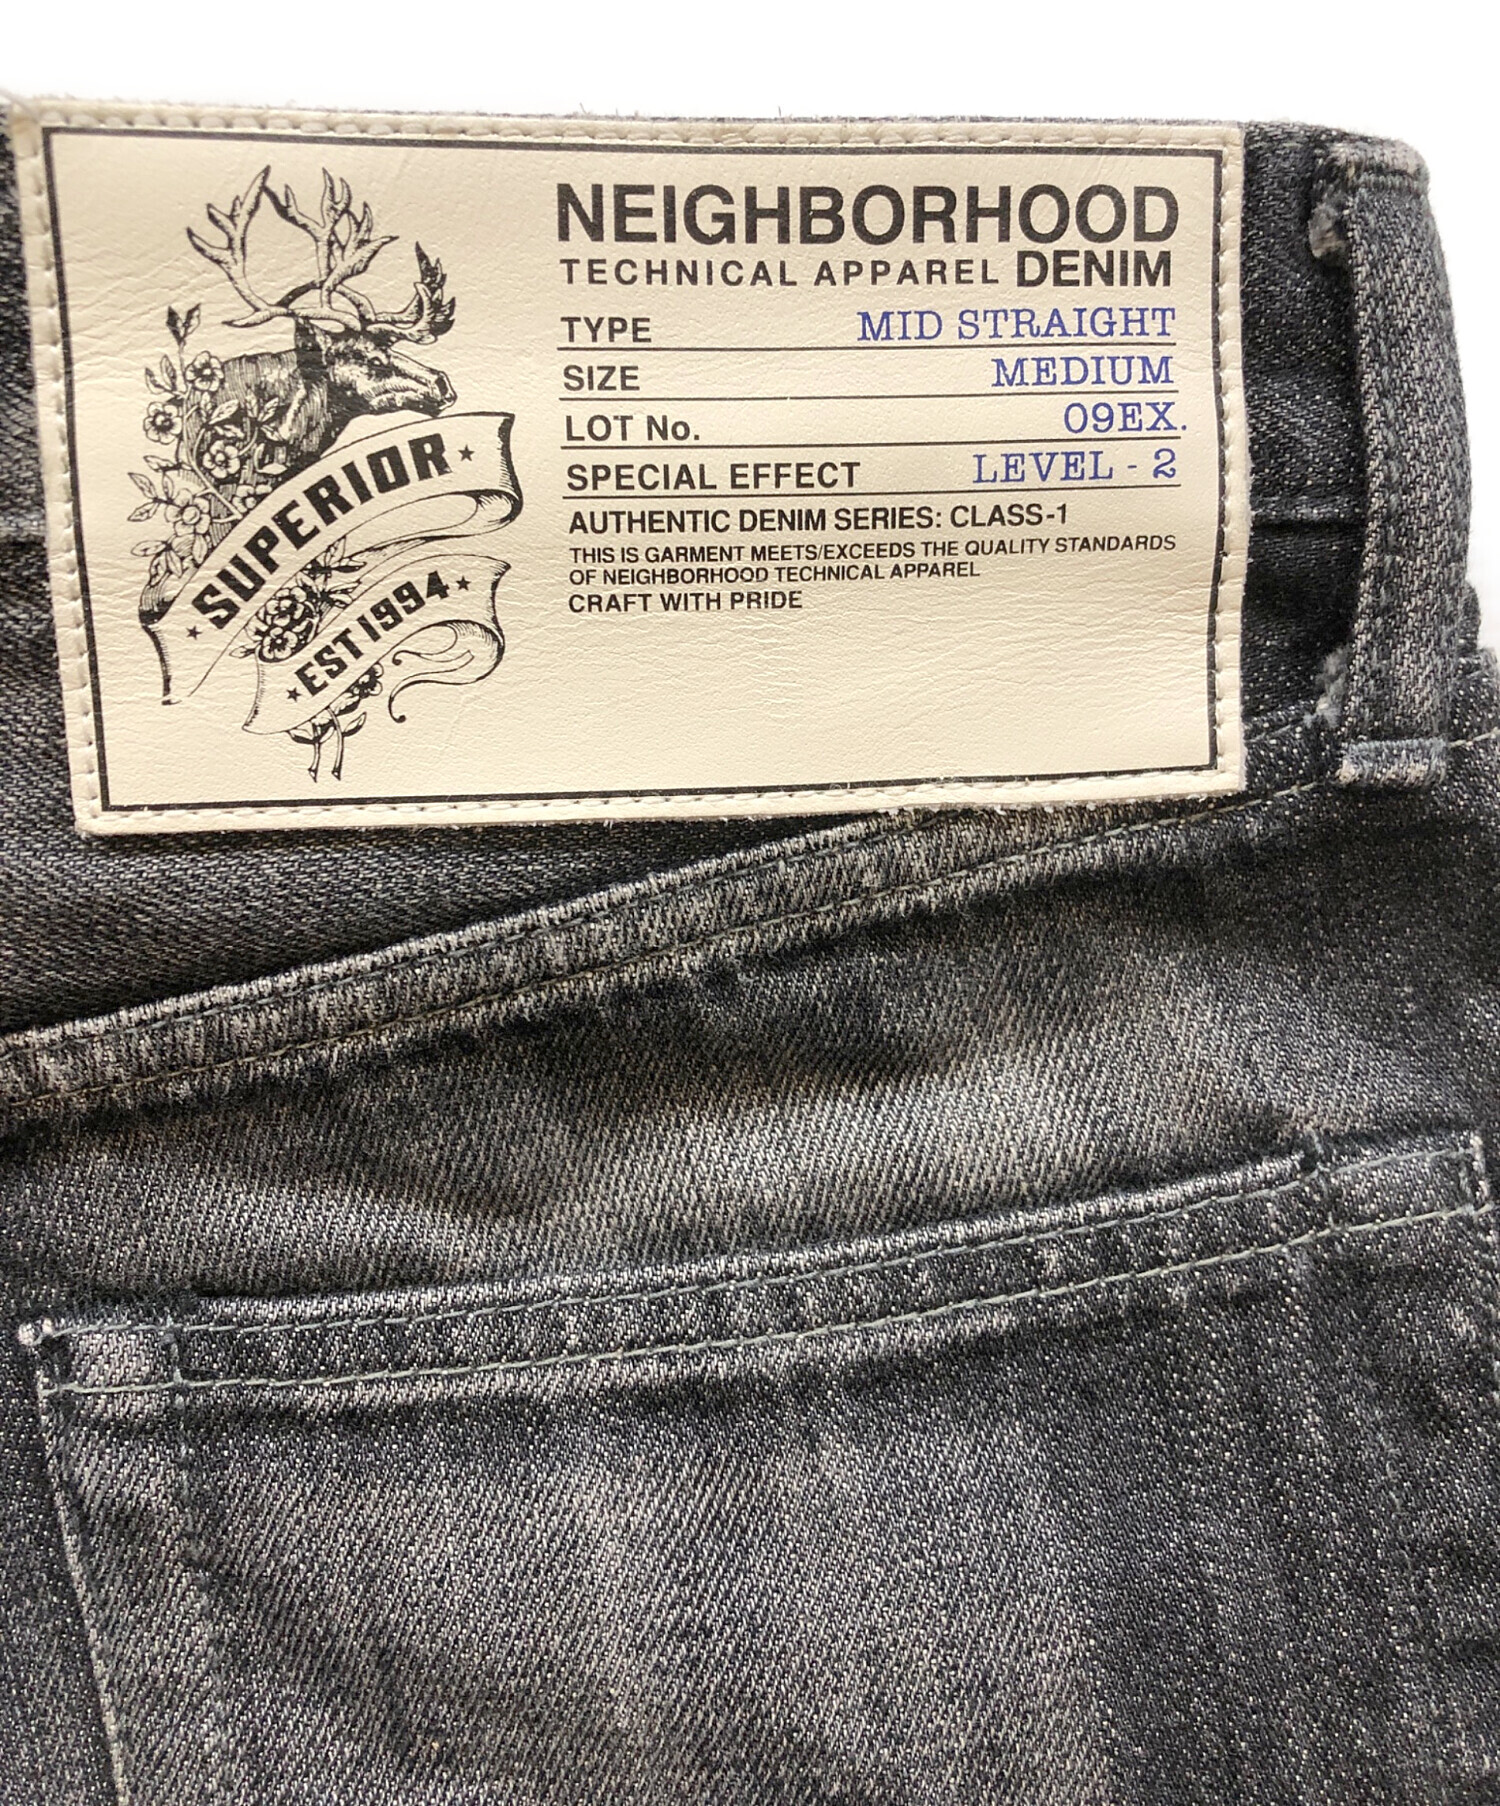 NEIGHBORHOOD
TECHNICAL APPAREL DENIM
TYPE MID STRAIGHT
SIZE MEDIUM
LOT No. 09EX.
SPECIAL EFFECT LEVEL - 2
AUTHENTIC DENIM SERIES: CLASS-1
THIS IS GARMENT MEETS/EXCEEDS THE QUALITY STANDARDS
OF NEIGHBORHOOD TECHNICAL APPAREL
CRAFT WITH PRIDE
★ SUPERIOR ★
★ EST 1994 ★